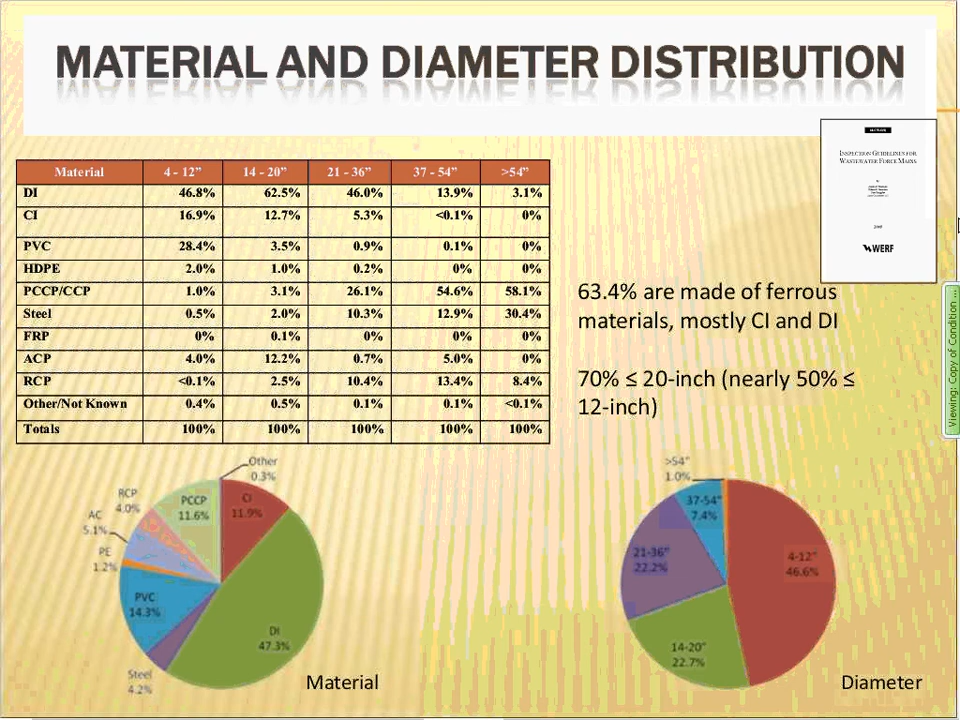 MATERIAL AND DIAMETER DISTRIBUTION
INSPECTION GUIDELINES FOR
WASTEWATER FORCE MAINS
WERF
Material 4 - 12” 14 - 20” 21 - 36” 37 - 54” >54”
DI 46.8% 62.5% 46.0% 13.9% 3.1%
CI 16.9% 12.7% 5.3% <0.1% 0%
PVC 28.4% 3.5% 0.9% 0.1% 0%
HDPE 2.0% 1.0% 0.2% 0% 0%
PCCP/CCP 1.0% 3.1% 26.1% 54.6% 58.1%
Steel 0.5% 2.0% 10.3% 12.9% 30.4%
FRP 0% 0.1% 0% 0% 0%
ACP 4.0% 12.2% 0.7% 5.0% 0%
RCP <0.1% 2.5% 10.4% 13.4% 8.4%
Other/Not Known 0.4% 0.5% 0.1% 0.1% <0.1%
Totals 100% 100% 100% 100% 100%
63.4% are made of ferrous
materials, mostly CI and DI
70% ≤ 20-inch (nearly 50% ≤
12-inch)
Viewing: Copy of Condition ...
Other
0.3%
CI
11.9%
DI
47.3%
Steel
4.2%
PVC
14.3%
PE
1.2%
AC
5.1%
RCP
4.0%
PCCP
11.6%
Material
>54"
1.0%
37-54"
7.4%
21-36"
22.2%
4-12"
46.6%
14-20"
22.7%
Diameter